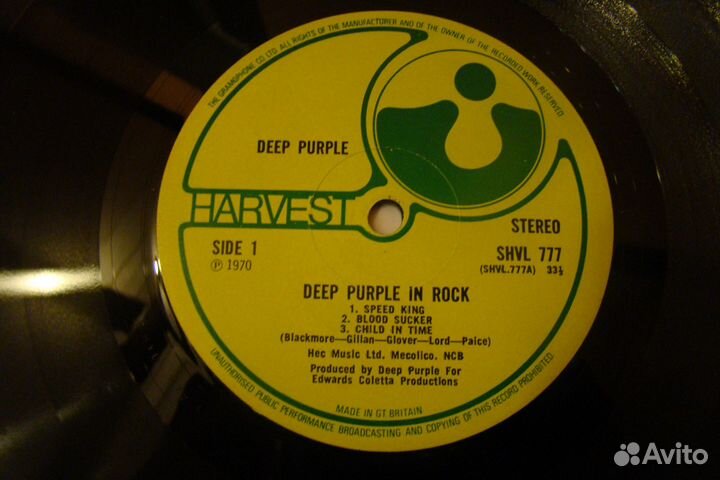 THE GRAMOPHONE CO LTD. ALL RIGHTS OF THE MANUFACTURER AND OF THE OWNER OF THE RECORDED WORK RESERVED.
DEEP PURPLE
HARVEST
STEREO
SIDE 1
SHVL 777
℗ 1970
(SHVL.777A) 33⅓
DEEP PURPLE IN ROCK
1. SPEED KING
2. BLOOD SUCKER
3. CHILD IN TIME
(Blackmore—Gillan—Glover—Lord—Paice)
Hec Music Ltd. Mecolico. NCB
Produced by Deep Purple For
Edwards Coletta Productions
MADE IN GT BRITAIN
UNAUTHORISED PUBLIC PERFORMANCE BROADCASTING AND COPYING OF THIS RECORD PROHIBITED.
Avito